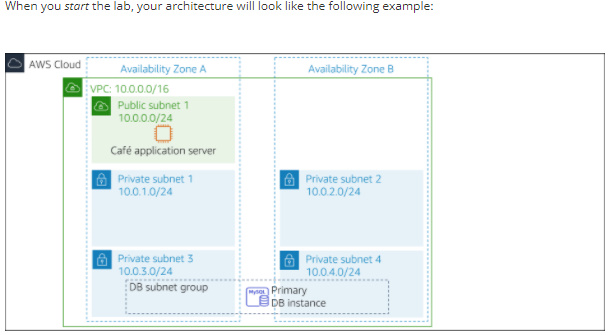 When you start the lab, your architecture will look like the following example:
AWS Cloud
Availability Zone A
Availability Zone B
VPC: 10.0.0.0/16
Public subnet 1
10.0.0.0/24
Café application server
Private subnet 1
10.0.1.0/24
Private subnet 2
10.0.2.0/24
Private subnet 3
10.0.3.0/24
Private subnet 4
10.0.4.0/24
DB subnet group
MySQL
Primary
DB instance